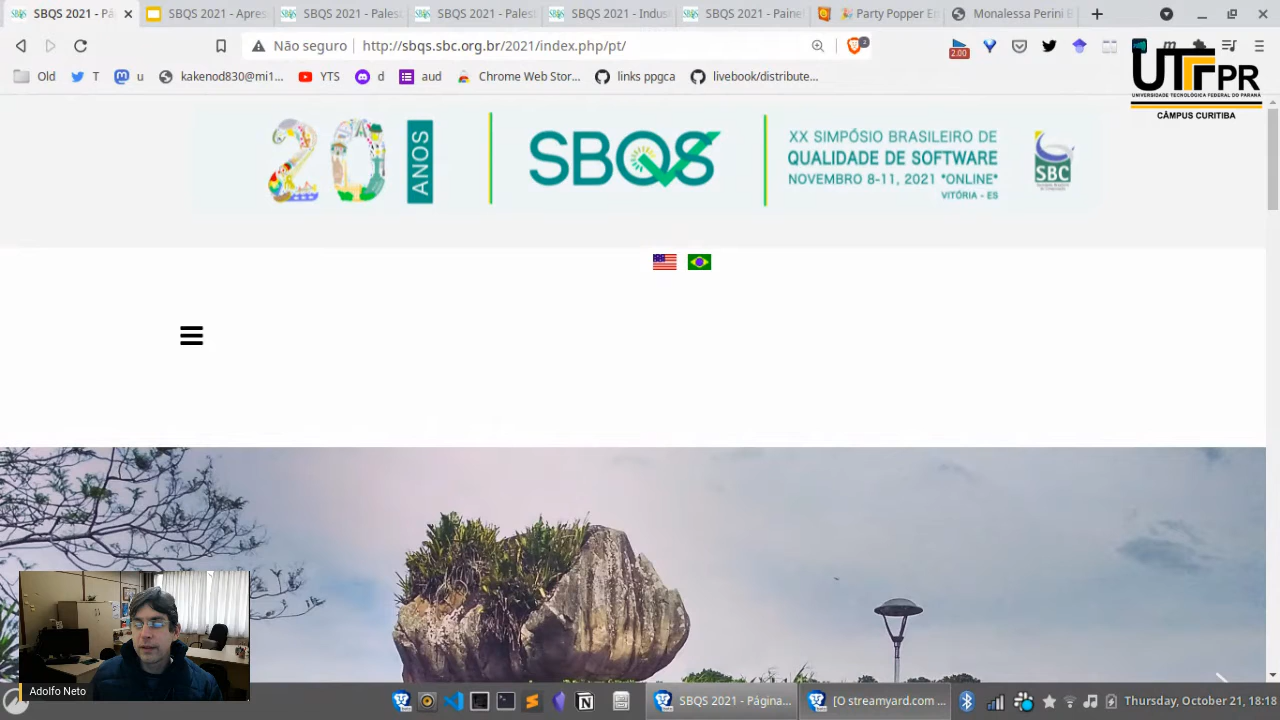 SBQS 2021 - Pá
SBQS 2021 - Apres
SBQS 2021 - Pales
SBQS 2021 - Palest
SBQS 2021 - Indus
SBQS 2021 - Paine
Party Popper E
Monalessa Perini B
Não seguro
http://sbqs.sbc.org.br/2021/index.php/pt/
2
2.00
m
Old
T
u
kakenod830@mi1...
YTS
d
aud
Chrome Web Stor...
links ppgca
livebook/distribute...
UTFPR
UNIVERSIDADE TECNOLÓGICA FEDERAL DO PARANÁ
CÂMPUS CURITIBA
20 ANOS
SBQS
XX SIMPÓSIO BRASILEIRO DE
QUALIDADE DE SOFTWARE
NOVEMBRO 8-11, 2021 *ONLINE*
VITÓRIA - ES
SBC
Adolfo Neto
SBQS 2021 - Página...
[O streamyard.com ...
Thursday, October 21, 18:18